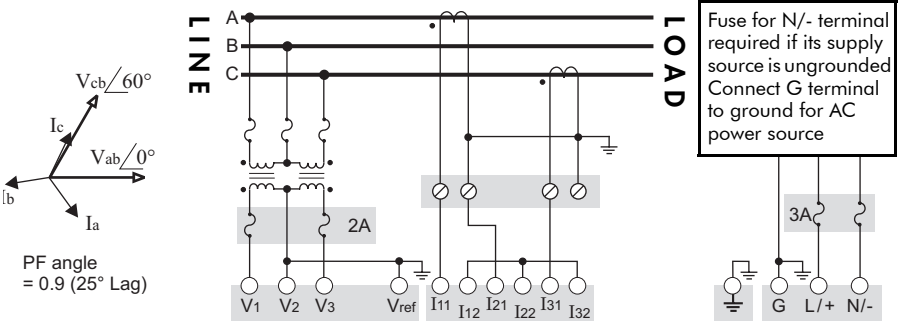 LINE
A
B
C
LOAD
Fuse for N/- terminal
required if its supply
source is ungrounded
Connect G terminal
to ground for AC
power source
Vcb/60°
Ic
Vab/0°
Ib
Ia
PF angle
= 0.9 (25° Lag)
2A
3A
V1 V2 V3 Vref I11 I12 I21 I22 I31 I32 G L/+ N/-